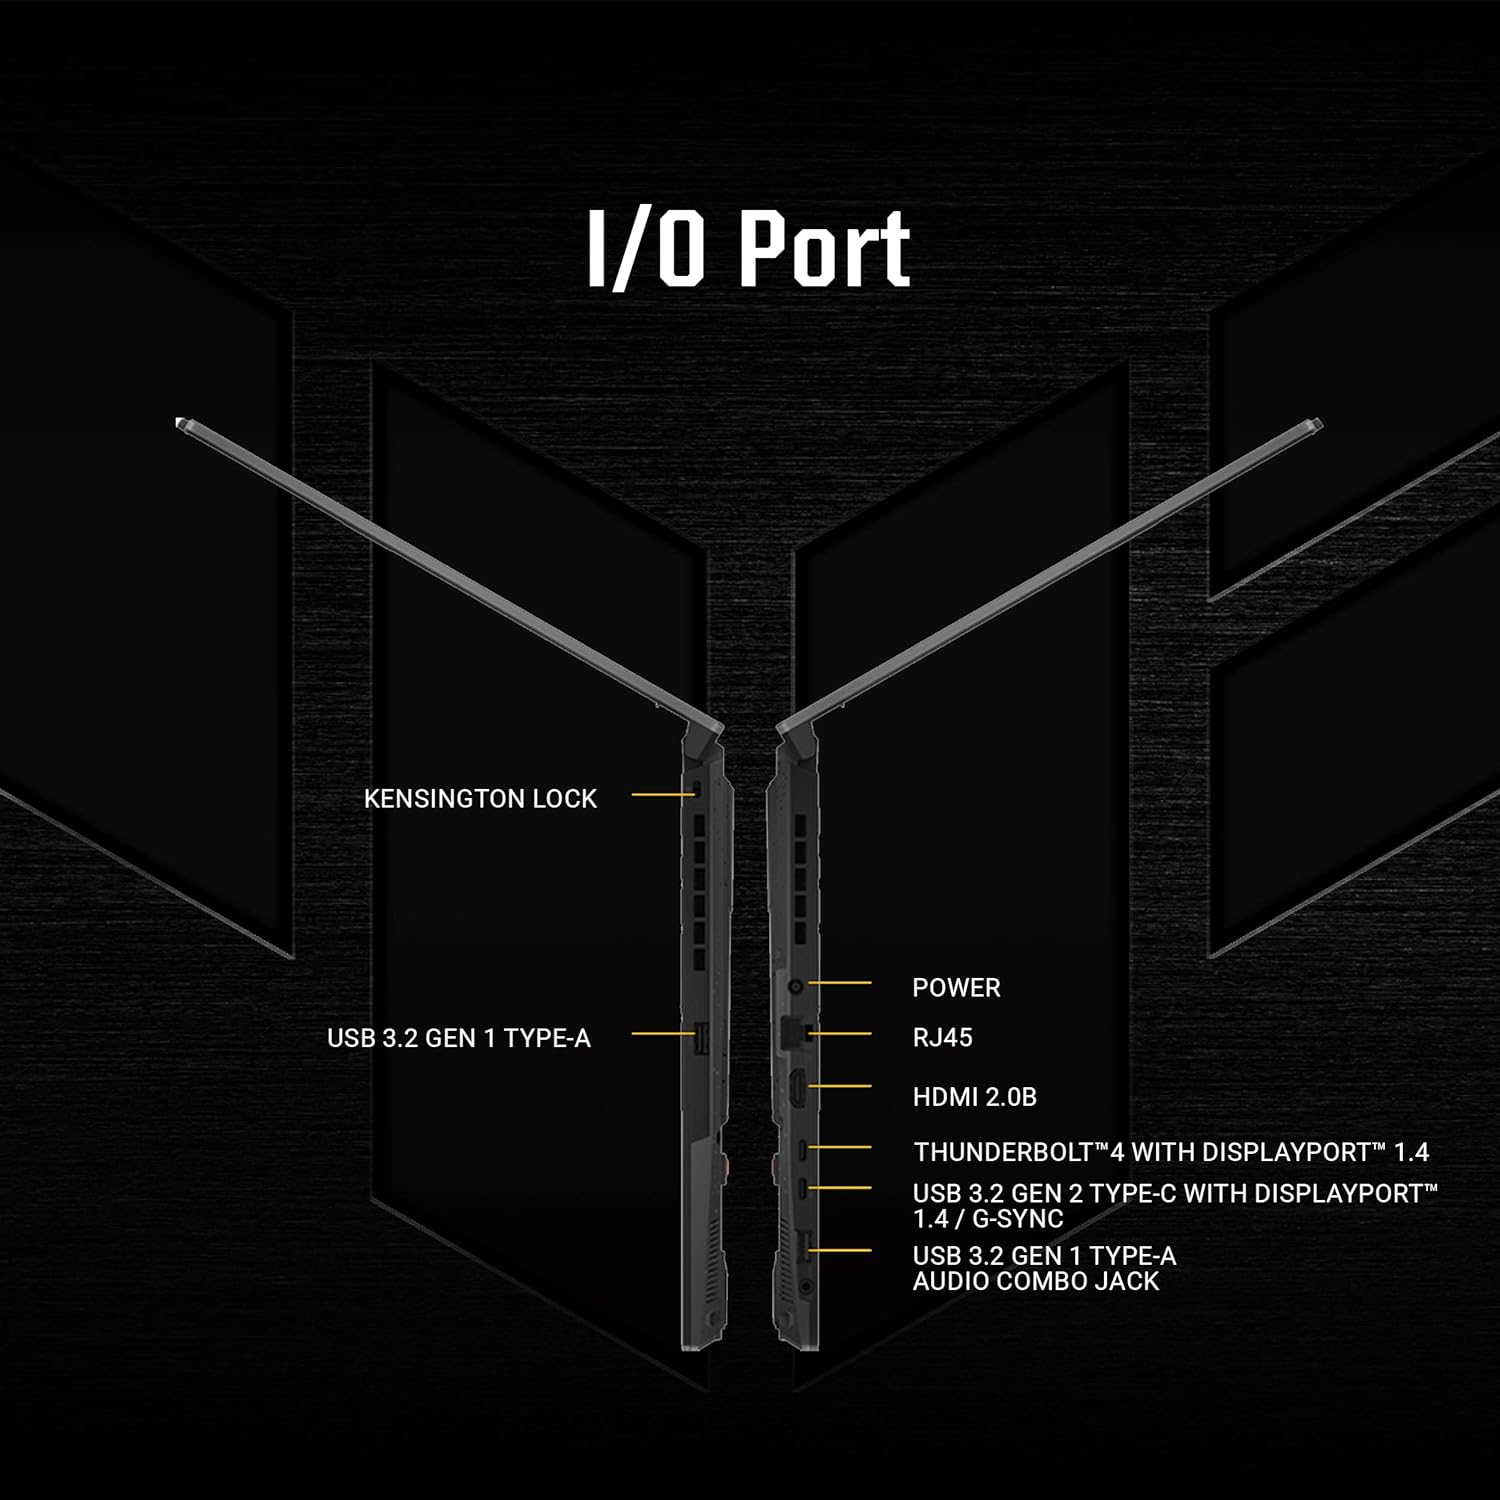 I/O Port
KENSINGTON LOCK
USB 3.2 GEN 1 TYPE-A
POWER
RJ45
HDMI 2.0B
THUNDERBOLT™4 WITH DISPLAYPORT™ 1.4
USB 3.2 GEN 2 TYPE-C WITH DISPLAYPORT™
1.4 / G-SYNC
USB 3.2 GEN 1 TYPE-A
AUDIO COMBO JACK